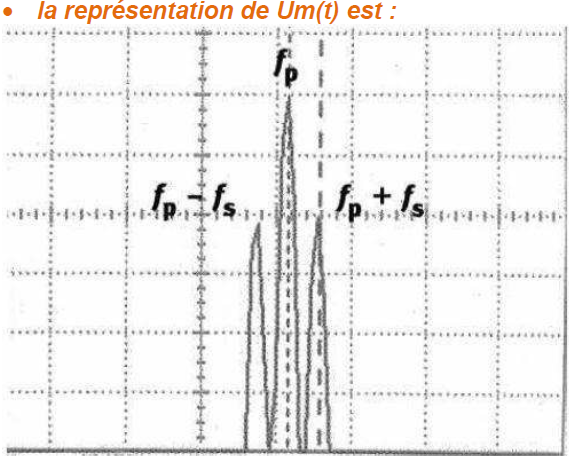 • la représentation de Um(t) est :
fp
fp - fs
fp + fs